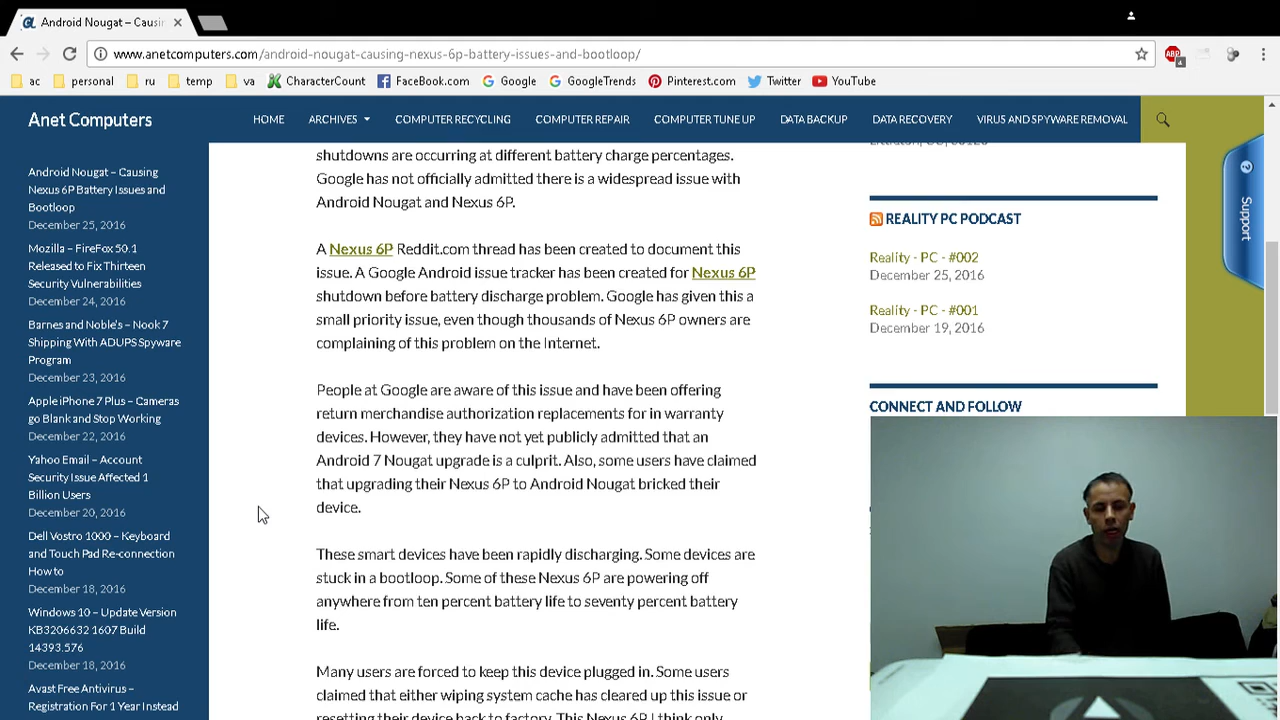 Android Nougat – Causin
www.anetcomputers.com/android-nougat-causing-nexus-6p-battery-issues-and-bootloop/
ABP
4
ac personal ru temp va CharacterCount FaceBook.com Google GoogleTrends Pinterest.com Twitter YouTube
Anet Computers
HOME ARCHIVES COMPUTER RECYCLING COMPUTER REPAIR COMPUTER TUNE UP DATA BACKUP DATA RECOVERY VIRUS AND SPYWARE REMOVAL
Android Nougat – Causing
Nexus 6P Battery Issues and
Bootloop
December 25, 2016
Mozilla – FireFox 50.1
Released to Fix Thirteen
Security Vulnerabilities
December 24, 2016
Barnes and Noble's – Nook 7
Shipping With ADUPS Spyware
Program
December 23, 2016
Apple iPhone 7 Plus – Cameras
go Blank and Stop Working
December 22, 2016
Yahoo Email – Account
Security Issue Affected 1
Billion Users
December 20, 2016
Dell Vostro 1000 – Keyboard
and Touch Pad Re-connection
How to
December 18, 2016
Windows 10 – Update Version
KB3206632 1607 Build
14393.576
December 18, 2016
Avast Free Antivirus –
Registration For 1 Year Instead
shutdowns are occurring at different battery charge percentages.
Google has not officially admitted there is a widespread issue with
Android Nougat and Nexus 6P.
A Nexus 6P Reddit.com thread has been created to document this
issue. A Google Android issue tracker has been created for Nexus 6P
shutdown before battery discharge problem. Google has given this a
small priority issue, even though thousands of Nexus 6P owners are
complaining of this problem on the Internet.
People at Google are aware of this issue and have been offering
return merchandise authorization replacements for in warranty
devices. However, they have not yet publicly admitted that an
Android 7 Nougat upgrade is a culprit. Also, some users have claimed
that upgrading their Nexus 6P to Android Nougat bricked their
device.
These smart devices have been rapidly discharging. Some devices are
stuck in a bootloop. Some of these Nexus 6P are powering off
anywhere from ten percent battery life to seventy percent battery
life.
Many users are forced to keep this device plugged in. Some users
claimed that either wiping system cache has cleared up this issue or
resetting their device back to factory. This Nexus 6P I think only
REALITY PC PODCAST
Reality - PC - #002
December 25, 2016
Reality - PC - #001
December 19, 2016
CONNECT AND FOLLOW
? Support